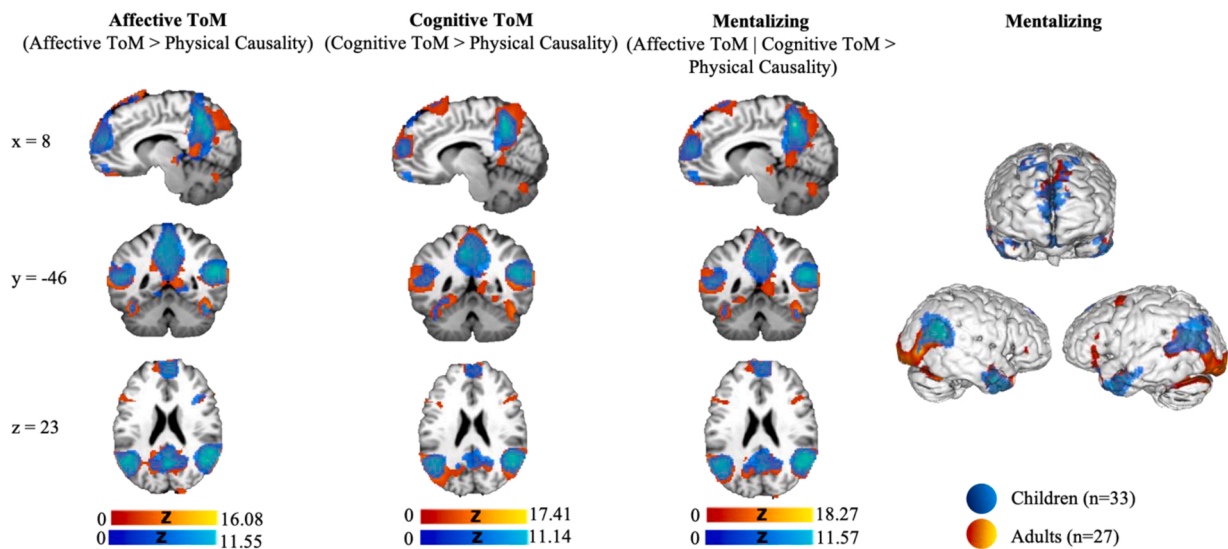 Affective ToM
(Affective ToM > Physical Causality)
Cognitive ToM
(Cognitive ToM > Physical Causality)
Mentalizing
(Affective ToM | Cognitive ToM >
Physical Causality)
Mentalizing
x = 8
y = -46
z = 23
0 Z 16.08
0 Z 11.55
0 Z 17.41
0 Z 11.14
0 Z 18.27
0 Z 11.57
Children (n=33)
Adults (n=27)